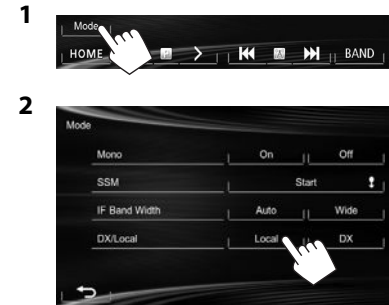 1
Mode
HOME BAND
2
Mode
Mono On Off
SSM Start
IF Band Width Auto Wide
DX/Local Local DX